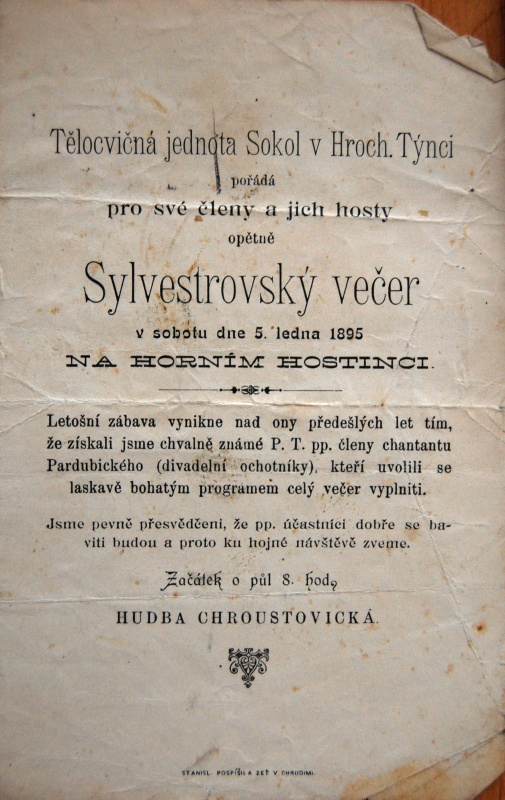 Tělocvičná jednota Sokol v Hroch. Týnci
pořádá
pro své členy a jich hosty
opětně
Sylvestrovský večer
v sobotu dne 5. ledna 1895
NA HORNÍM HOSTINCI.
Letošní zábava vynikne nad ony předešlých let tím,
že získali jsme chvalně známé P. T. pp. členy chantantu
Pardubického (divadelní ochotníky), kteří uvolili se
laskavě bohatým programem celý večer vyplniti.
Jsme pevně přesvědčeni, že pp. účastníci dobře se ba-
viti budou a proto ku hojné návštěvě zveme.
Začátek o půl 8. hod.
HUDBA CHROUSTOVICKÁ.
STANISL. POSPÍŠILA ZEŤ V CHRUDIMI.